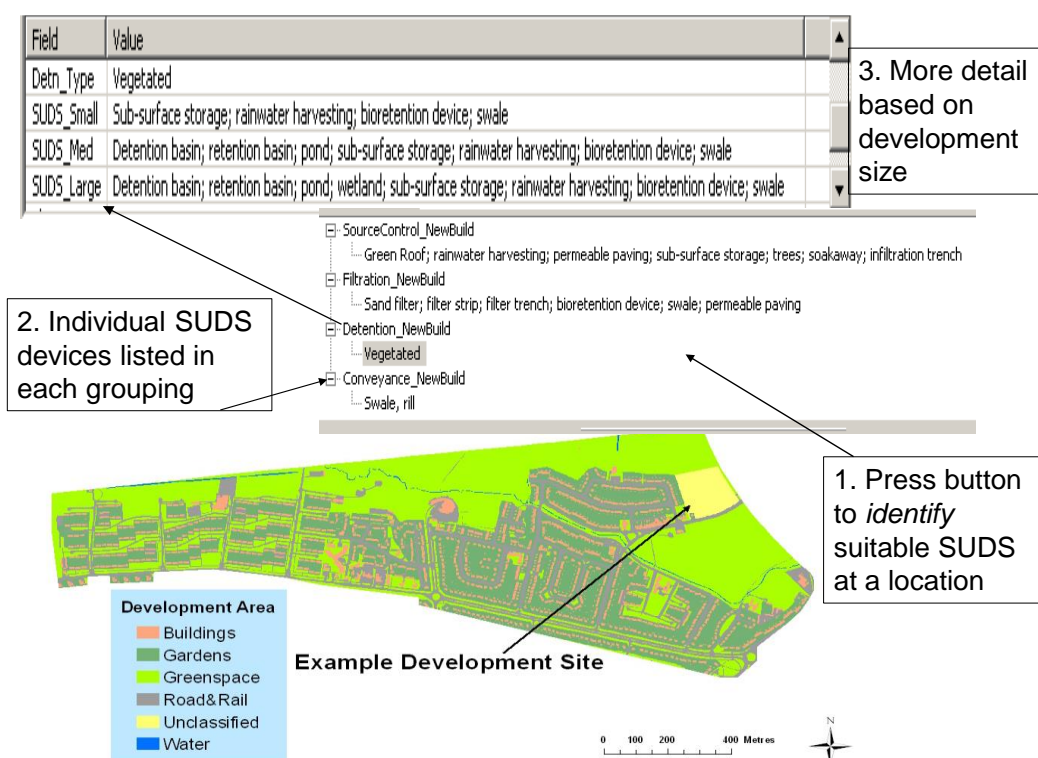 Field Value
Detn_Type Vegetated
SUDS_Small Sub-surface storage; rainwater harvesting; bioretention device; swale
SUDS_Med Detention basin; retention basin; pond; sub-surface storage; rainwater harvesting; bioretention device; swale
SUDS_Large Detention basin; retention basin; pond; wetland; sub-surface storage; rainwater harvesting; bioretention device; swale
3. More detail
based on
development
size
SourceControl_NewBuild
Green Roof; rainwater harvesting; permeable paving; sub-surface storage; trees; soakaway; infiltration trench
Filtration_NewBuild
Sand filter; filter strip; filter trench; bioretention device; swale; permeable paving
Detention_NewBuild
Vegetated
Conveyance_NewBuild
Swale, rill
2. Individual SUDS
devices listed in
each grouping
1. Press button
to identify
suitable SUDS
at a location
Development Area
Buildings
Gardens
Greenspace
Road&Rail
Unclassified
Water
Example Development Site
0 100 200 400 Metres
N